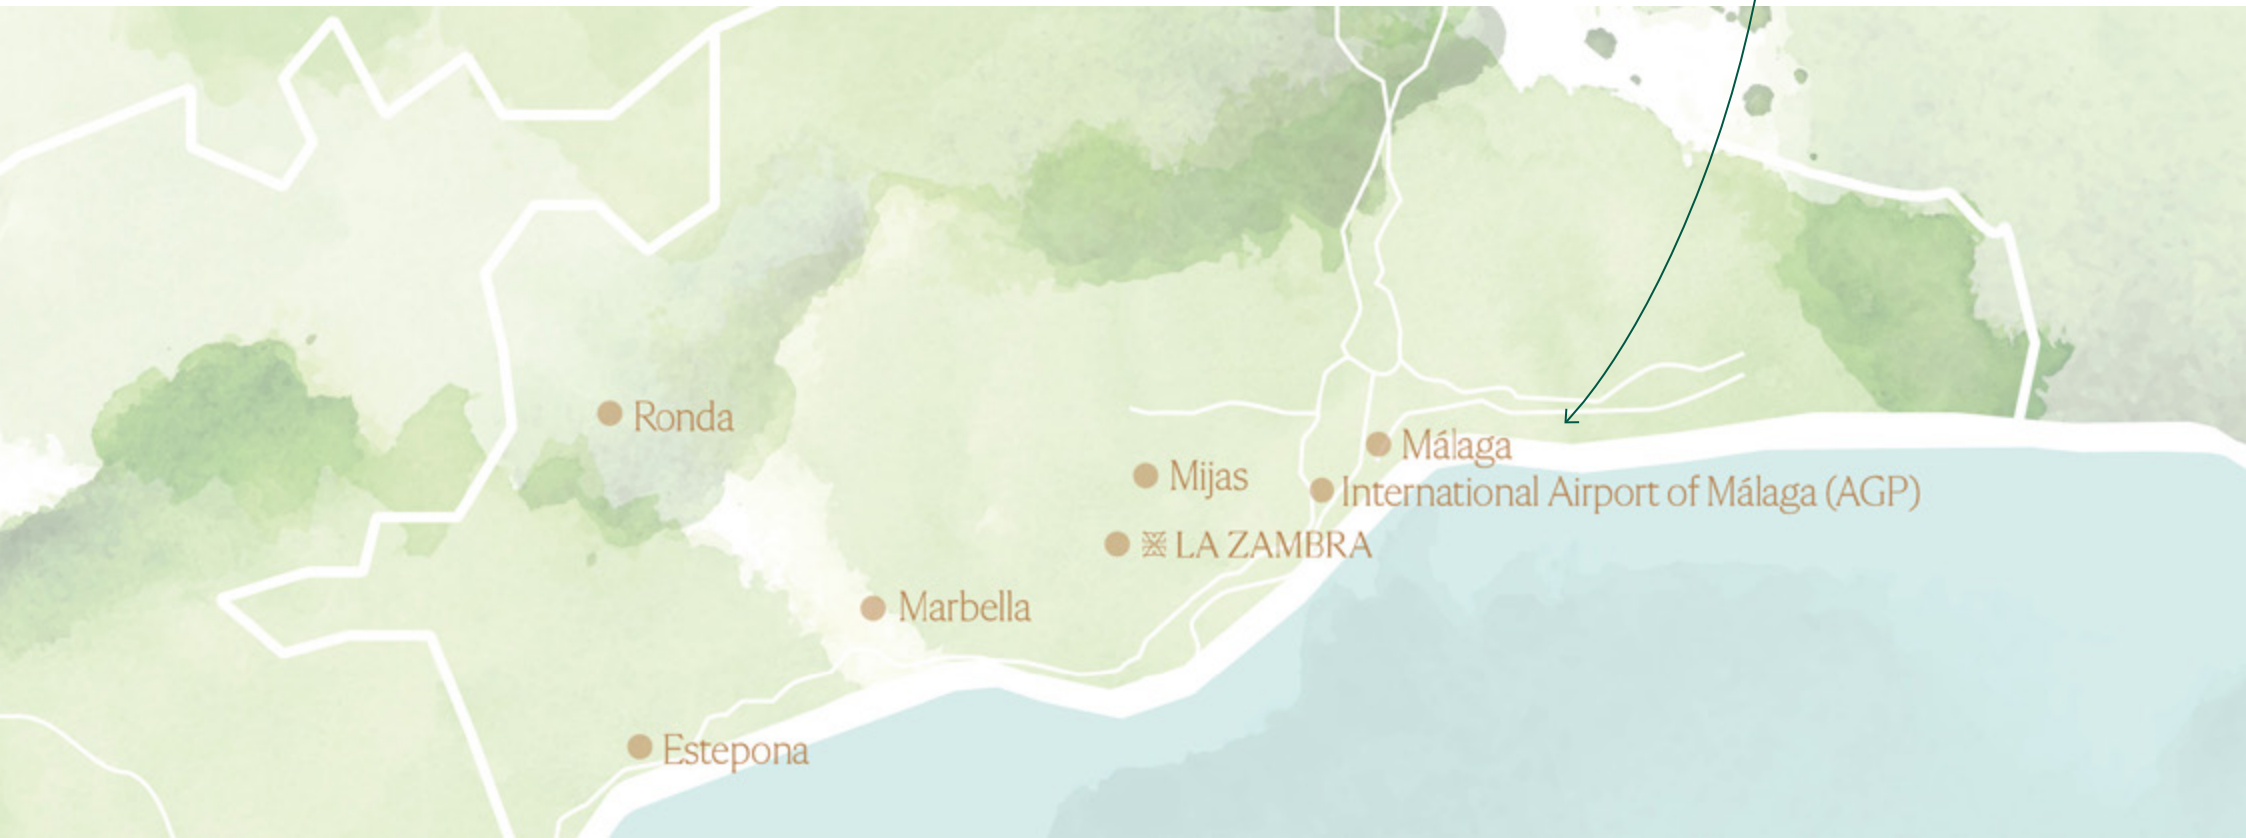 Ronda
Málaga
Mijas
International Airport of Málaga (AGP)
LA ZAMBRA
Marbella
Estepona